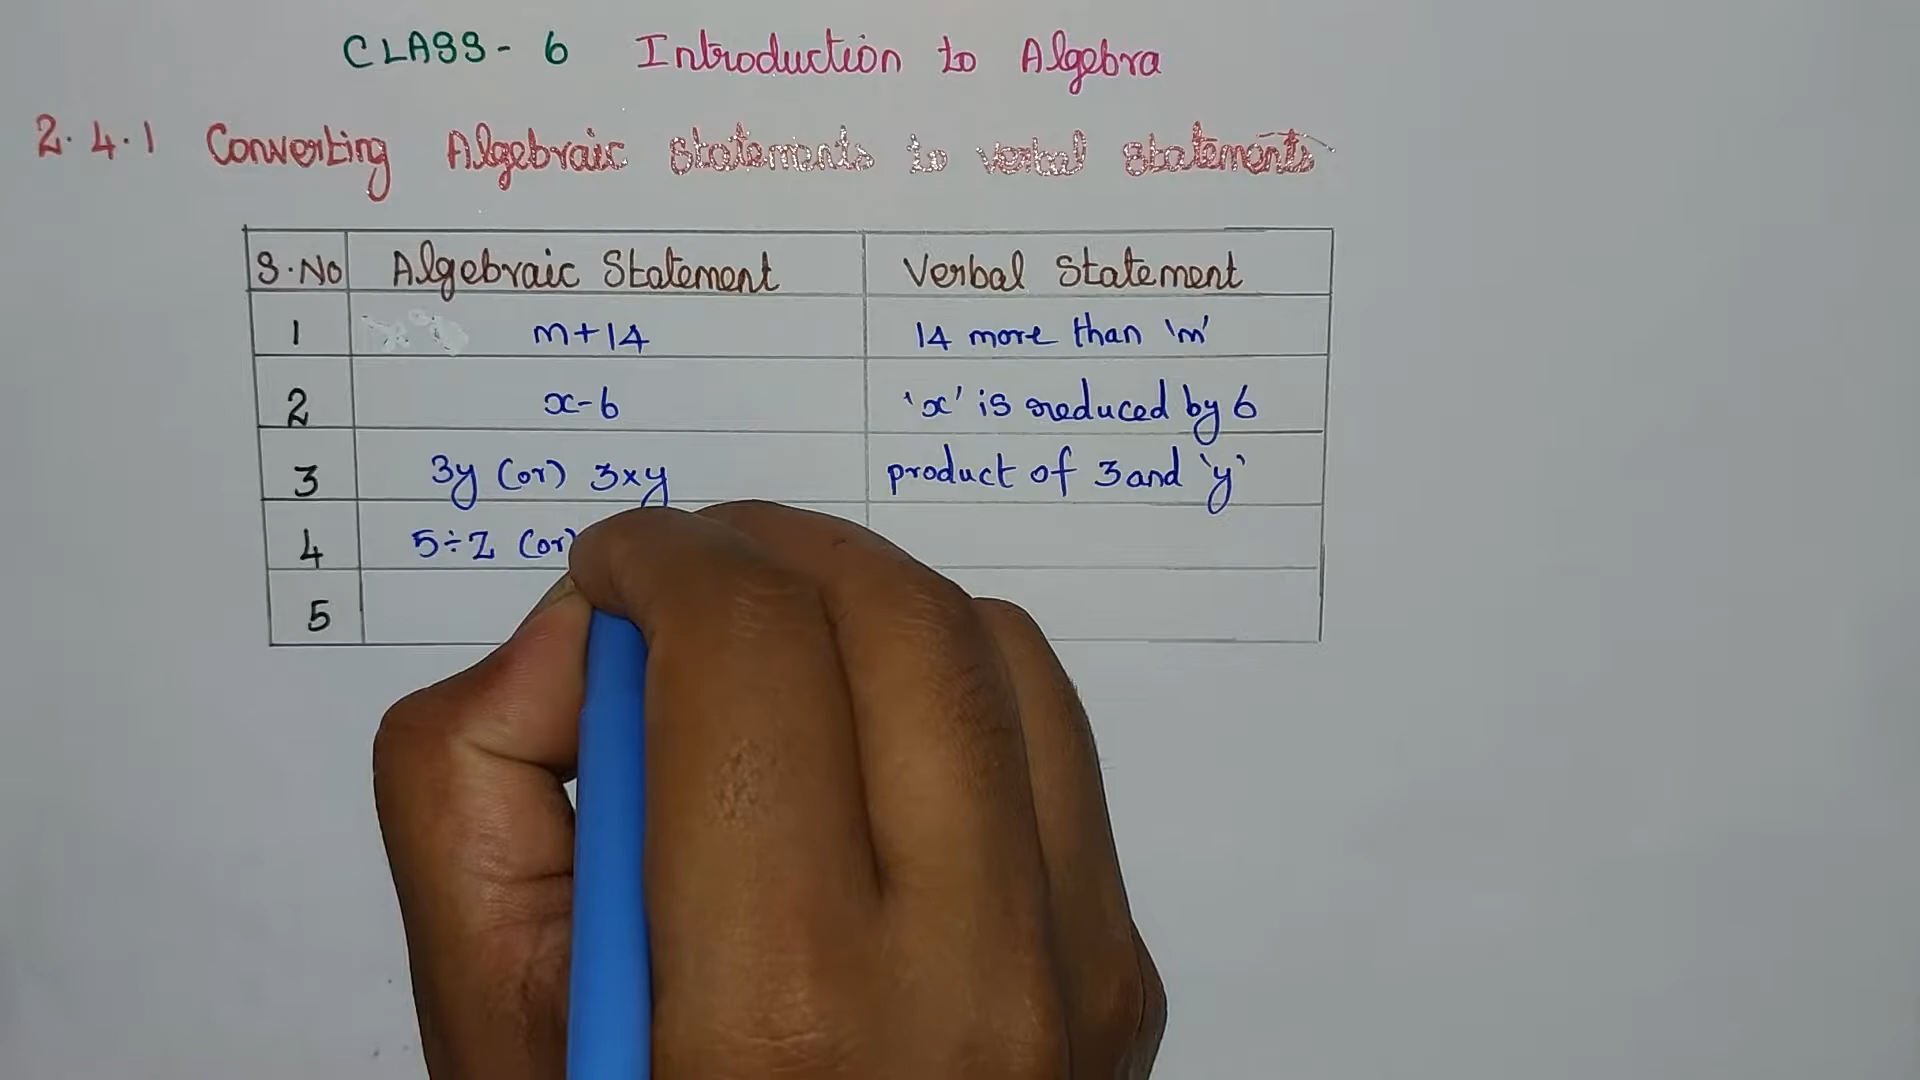 CLASS - 6 Introduction to Algebra
2.4.1 Converting Algebraic Statements to verbal statements
S.No Algebraic Statement Verbal Statement
1 m+14 14 more than 'm'
2 x-6 'x' is reduced by 6
3 3y (or) 3×y product of 3 and 'y'
4 5÷z (or)
5